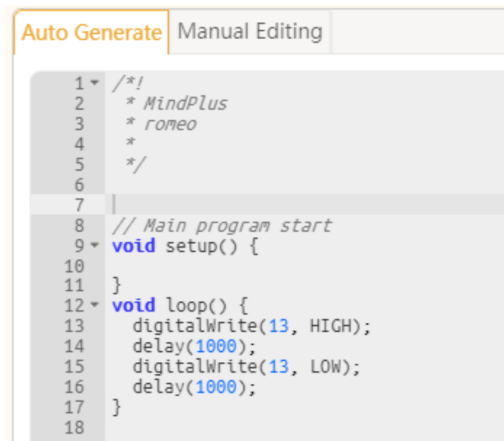 Auto Generate Manual Editing
1 /*!
2  * MindPlus
3  * romeo
4  *
5  */
6
7
8 // Main program start
9 void setup() {
10
11 }
12 void loop() {
13   digitalWrite(13, HIGH);
14   delay(1000);
15   digitalWrite(13, LOW);
16   delay(1000);
17 }
18